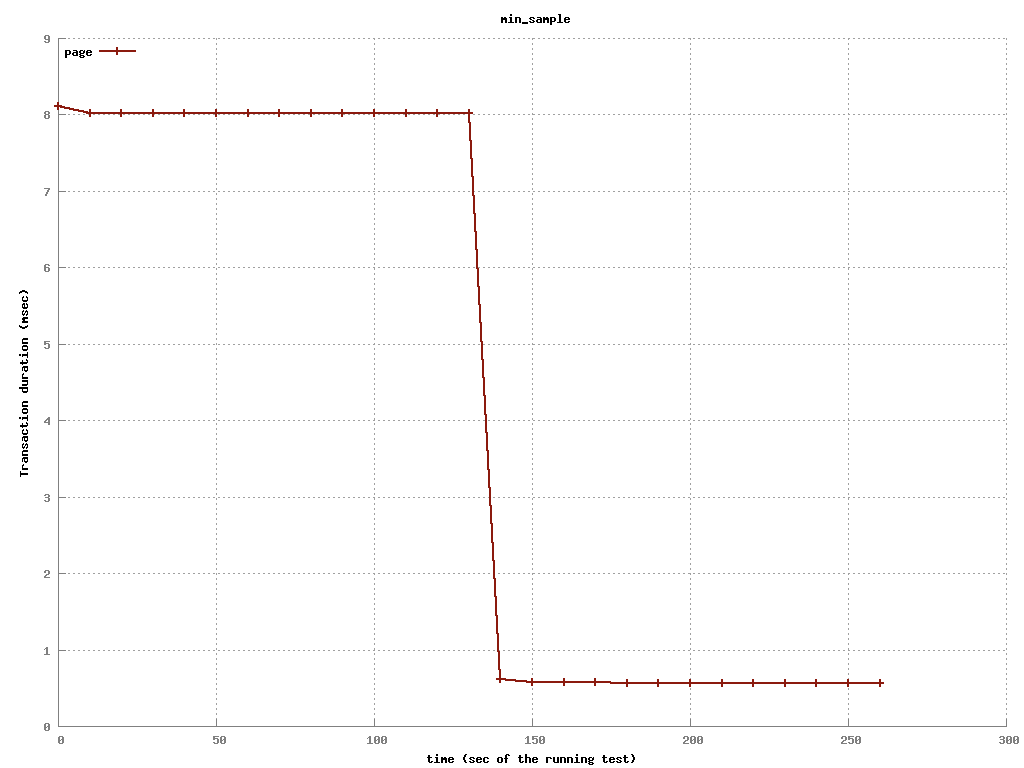 min_sample
9
page
8
7
6
5
4
3
2
1
0
Transaction duration (msec)
0 50 100 150 200 250 300
time (sec of the running test)